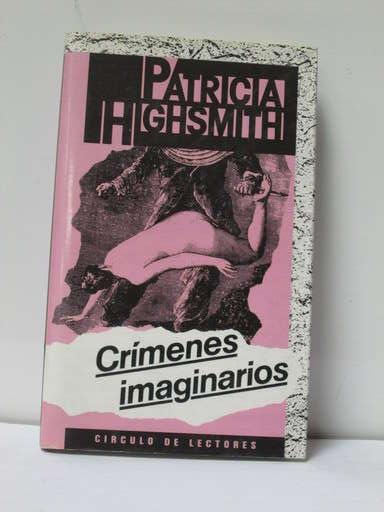 PATRICIA
HIGHSMITH
Crímenes
imaginarios
CIRCULO DE LECTORES